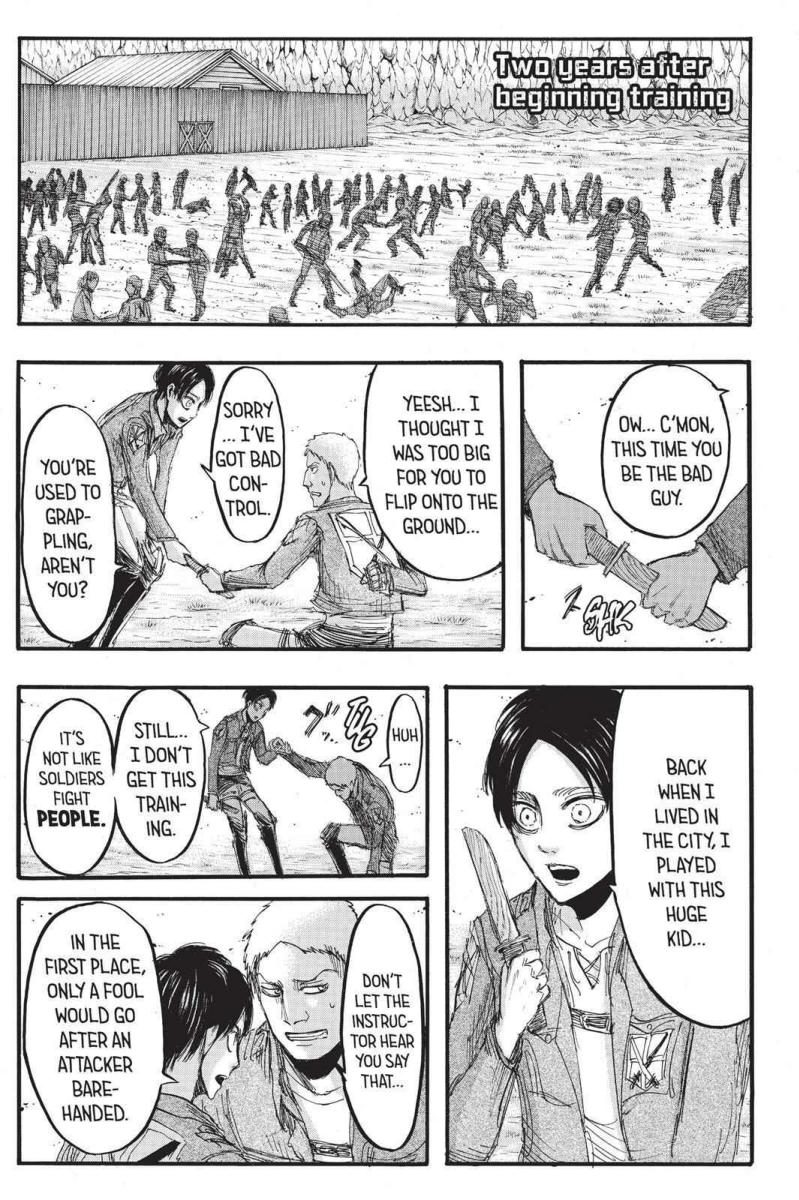 Two years after
beginning training
OW... C'MON,
THIS TIME YOU
BE THE BAD
GUY.
SHK
YEESH... I
THOUGHT I
WAS TOO BIG
FOR YOU TO
FLIP ONTO THE
GROUND...
SORRY
... I'VE
GOT BAD
CON-
TROL.
YOU'RE
USED TO
GRAP-
PLING,
AREN'T
YOU?
BACK
WHEN I
LIVED IN
THE CITY, I
PLAYED
WITH THIS
HUGE
KID...
HUH
...
TUG
STILL...
I DON'T
GET THIS
TRAIN-
ING.
IT'S
NOT LIKE
SOLDIERS
FIGHT
PEOPLE.
DON'T
LET THE
INSTRUC-
TOR HEAR
YOU SAY
THAT...
IN THE
FIRST PLACE,
ONLY A FOOL
WOULD GO
AFTER AN
ATTACKER
BARE-
HANDED.